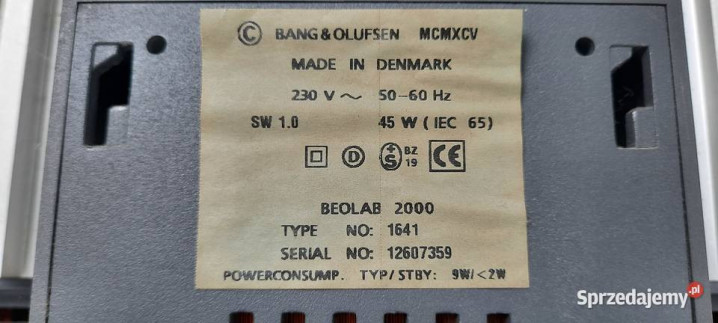 © BANG & OLUFSEN MCMXCV
MADE IN DENMARK
230 V ~ 50-60 Hz
SW 1.0 45 W (IEC 65)
D +S BZ 19 CE
BEOLAB 2000
TYPE NO: 1641
SERIAL NO: 12607359
POWERCONSUMP. TYP/STBY: 9W/<2W
Sprzedajemy.pl